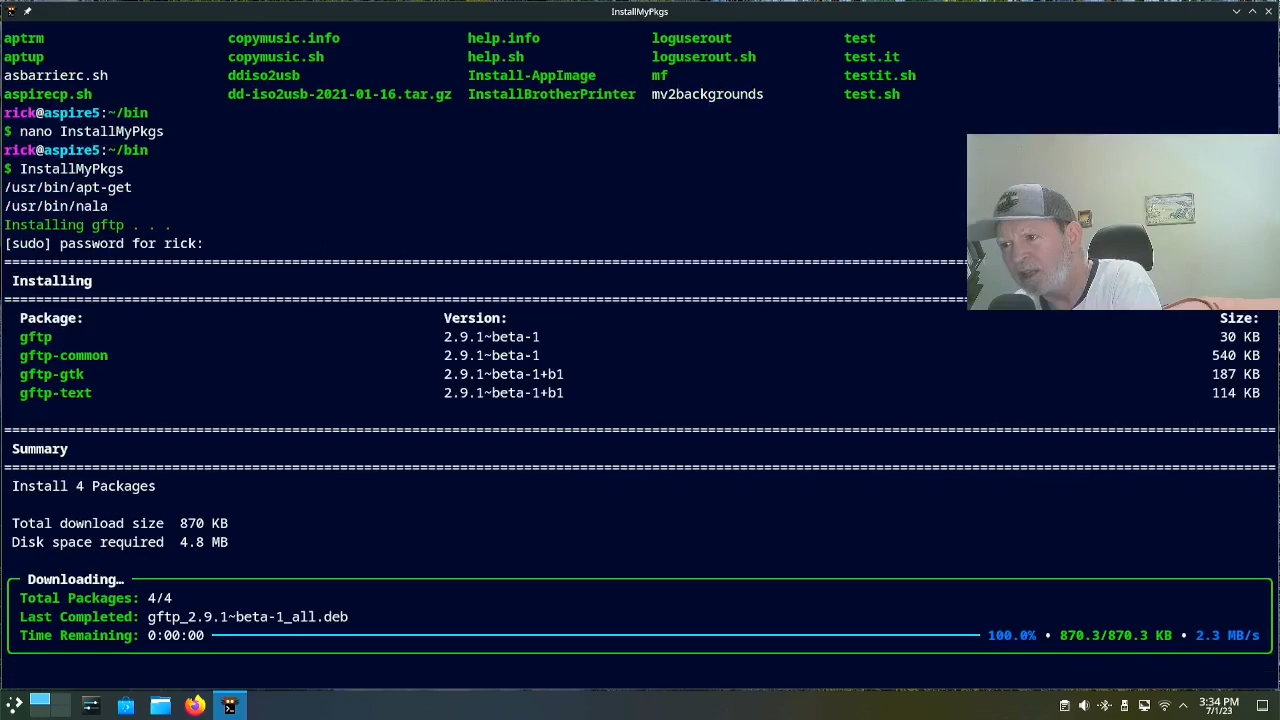 InstallMyPkgs
aptrm copymusic.info help.info loguserout test
aptup copymusic.sh help.sh loguserout.sh test.it
asbarrierc.sh ddiso2usb Install-AppImage mf testit.sh
aspirecp.sh dd-iso2usb-2021-01-16.tar.gz InstallBrotherPrinter mv2backgrounds test.sh
rick@aspire5:~/bin
$ nano InstallMyPkgs
rick@aspire5:~/bin
$ InstallMyPkgs
/usr/bin/apt-get
/usr/bin/nala
Installing gftp . . .
[sudo] password for rick:
Installing
Package: Version: Size:
gftp 2.9.1~beta-1 30 KB
gftp-common 2.9.1~beta-1 540 KB
gftp-gtk 2.9.1~beta-1+b1 187 KB
gftp-text 2.9.1~beta-1+b1 114 KB
Summary
Install 4 Packages
Total download size 870 KB
Disk space required 4.8 MB
Downloading…
Total Packages: 4/4
Last Completed: gftp_2.9.1~beta-1_all.deb
Time Remaining: 0:00:00 100.0% • 870.3/870.3 KB • 2.3 MB/s
3:34 PM
7/1/23